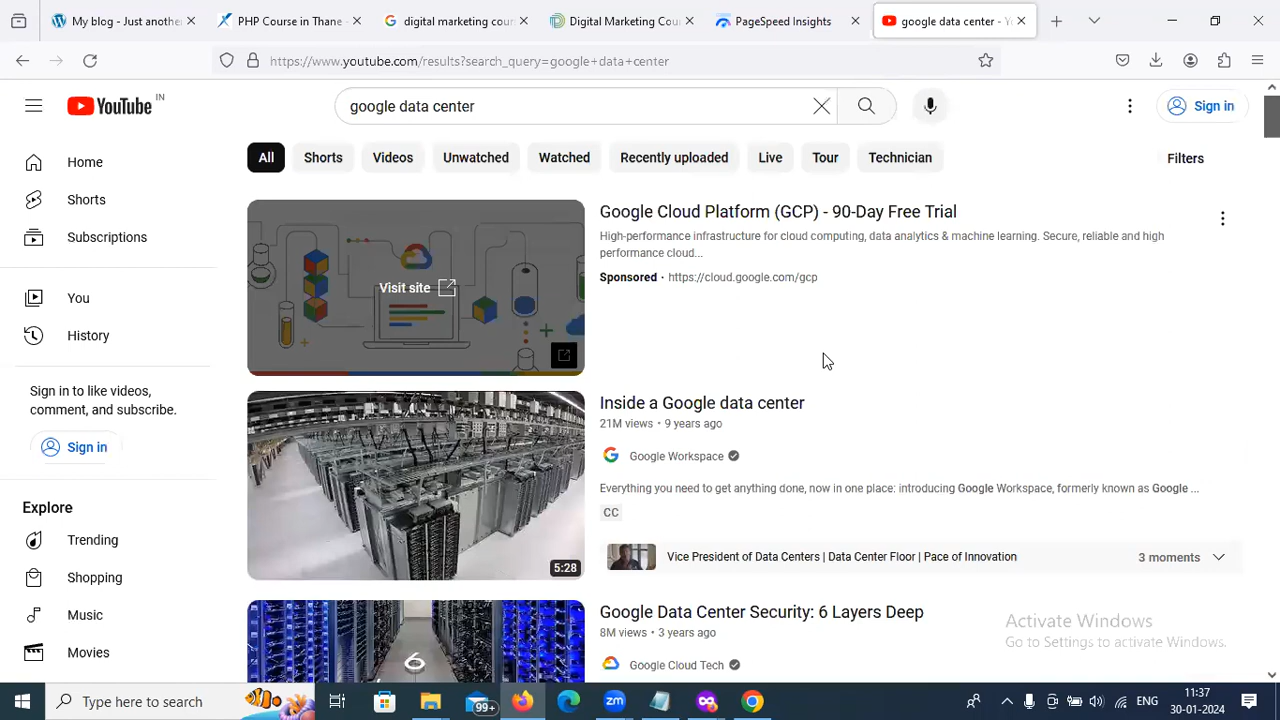 My blog - Just anothe
PHP Course in Thane -
digital marketing cours
Digital Marketing Cou
PageSpeed Insights
google data center - Yo
https://www.youtube.com/results?search_query=google+data+center
YouTube IN
google data center
Sign in
All
Shorts
Videos
Unwatched
Watched
Recently uploaded
Live
Tour
Technician
Filters
Home
Shorts
Subscriptions
You
History
Sign in to like videos,
comment, and subscribe.
Sign in
Explore
Trending
Shopping
Music
Movies
Visit site
Google Cloud Platform (GCP) - 90-Day Free Trial
High-performance infrastructure for cloud computing, data analytics & machine learning. Secure, reliable and high
performance cloud...
Sponsored · https://cloud.google.com/gcp
5:28
Inside a Google data center
21M views • 9 years ago
Google Workspace
Everything you need to get anything done, now in one place: introducing Google Workspace, formerly known as Google ...
CC
Vice President of Data Centers | Data Center Floor | Pace of Innovation
3 moments
6
Google Data Center Security: 6 Layers Deep
8M views • 3 years ago
Google Cloud Tech
Activate Windows
Go to Settings to activate Windows.
Type here to search
99+
zm
ENG
11:37
30-01-2024